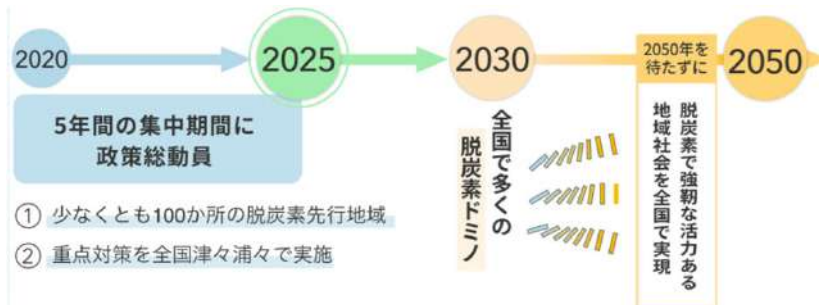 2020
2025
2030
2050年を
待たずに
2050
5年間の集中期間に
政策総動員
① 少なくとも100か所の脱炭素先行地域
② 重点対策を全国津々浦々で実施
全国で多くの
脱炭素ドミノ
脱炭素で強靭な活力ある
地域社会を全国で実現